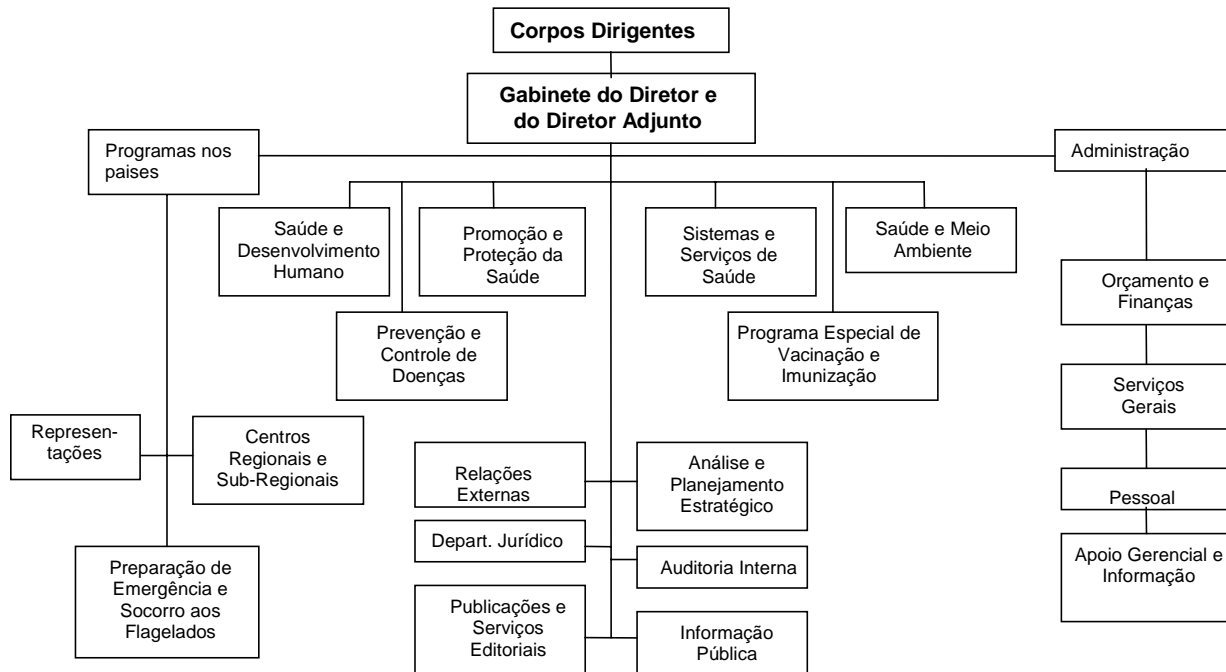 Corpos Dirigentes
Gabinete do Diretor e
do Diretor Adjunto
Programas nos
paises
Administração
Saúde e
Desenvolvimento
Humano
Promoção e
Proteção da
Saúde
Sistemas e
Serviços de
Saúde
Saúde e Meio
Ambiente
Orçamento e
Finanças
Prevenção e
Controle de
Doenças
Programa Especial de
Vacinação e
Imunização
Serviços
Gerais
Represen-
tações
Centros
Regionais e
Sub-Regionais
Relações
Externas
Análise e
Planejamento
Estratégico
Pessoal
Depart. Jurídico
Auditoria Interna
Apoio Gerencial e
Informação
Preparação de
Emergência e
Socorro aos
Flagelados
Publicações e
Serviços
Editoriais
Informação
Pública